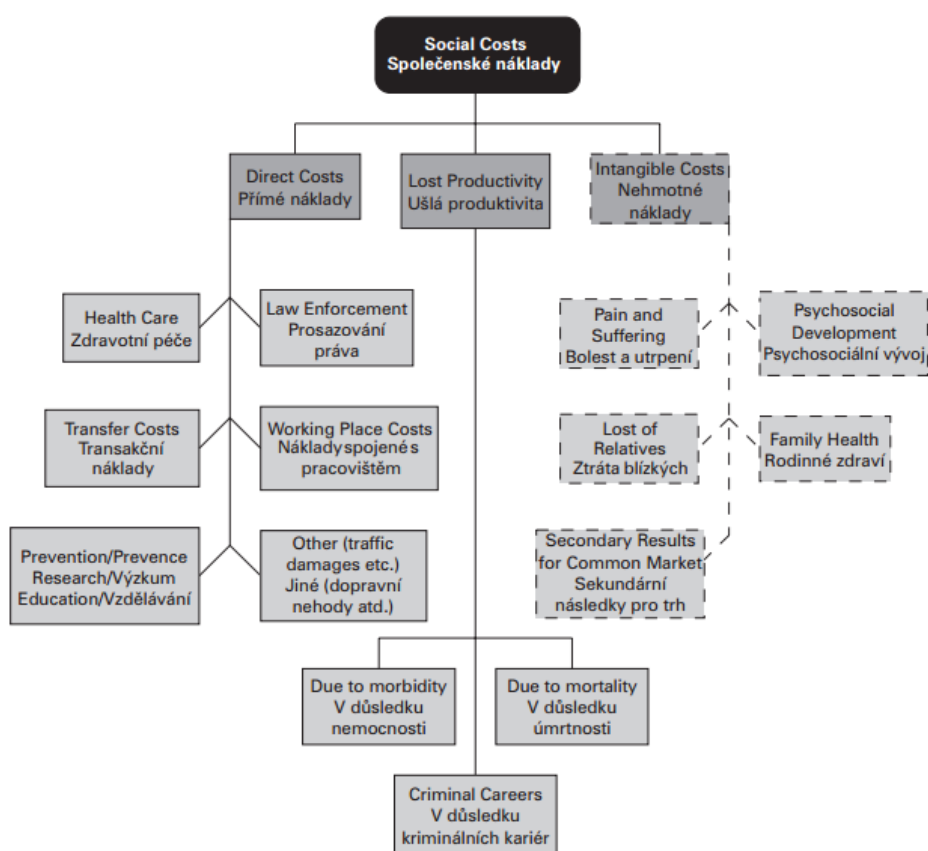 Social Costs
Společenské náklady
Direct Costs
Přímé náklady
Lost Productivity
Ušlá produktivita
Intangible Costs
Nehmotné
náklady
Health Care
Zdravotní péče
Law Enforcement
Prosazování
práva
Pain and
Suffering
Bolest a utrpení
Psychosocial
Development
Psychosociální vývoj
Transfer Costs
Transakční
náklady
Working Place Costs
Náklady spojené s
pracovištěm
Lost of
Relatives
Ztráta blízkých
Family Health
Rodinné zdraví
Prevention/Prevence
Research/Výzkum
Education/Vzdělávání
Other (traffic
damages etc.)
Jiné (dopravní
nehody atd.)
Secondary Results
for Common Market
Sekundární
následky pro trh
Due to morbidity
V důsledku
nemocnosti
Due to mortality
V důsledku
úmrtnosti
Criminal Careers
V důsledku
kriminálních kariér